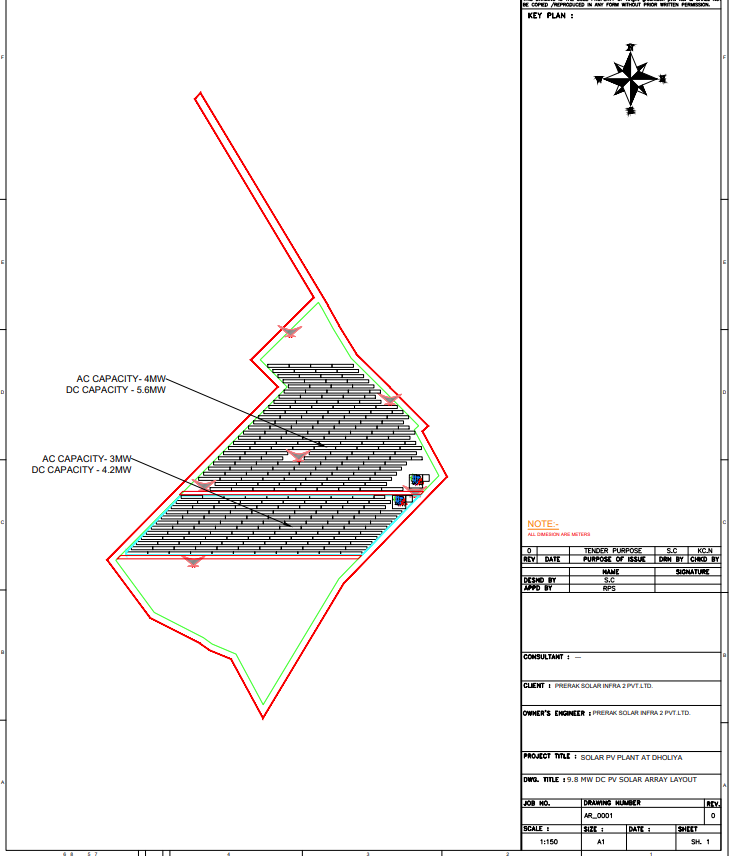 BE COPIED /REPRODUCED IN ANY FORM WITHOUT PRIOR WRITTEN PERMISSION.
KEY PLAN :
N
W
E
S
AC CAPACITY- 4MW
DC CAPACITY - 5.6MW
AC CAPACITY- 3MW
DC CAPACITY - 4.2MW
NOTE:-
ALL DIMESION ARE METERS
0 TENDER PURPOSE S.C KC.N
REV DATE PURPOSE OF ISSUE DRN BY CHKD BY
NAME SIGNATURE
DESND BY S.C
APPD BY RPS
CONSULTANT : —
CLIENT : PRERAK SOLAR INFRA 2 PVT.LTD.
OWNER'S ENGINEER : PRERAK SOLAR INFRA 2 PVT.LTD.
PROJECT TITLE : SOLAR PV PLANT AT DHOLIYA
DWG. TITLE : 9.8 MW DC PV SOLAR ARRAY LAYOUT
JOB NO. DRAWING NUMBER REV.
AR_0001 0
SCALE : SIZE : DATE : SHEET
1:150 A1 SH. 1
F
F
E
E
D
D
C
C
B
B
A
A
4
3
2
1